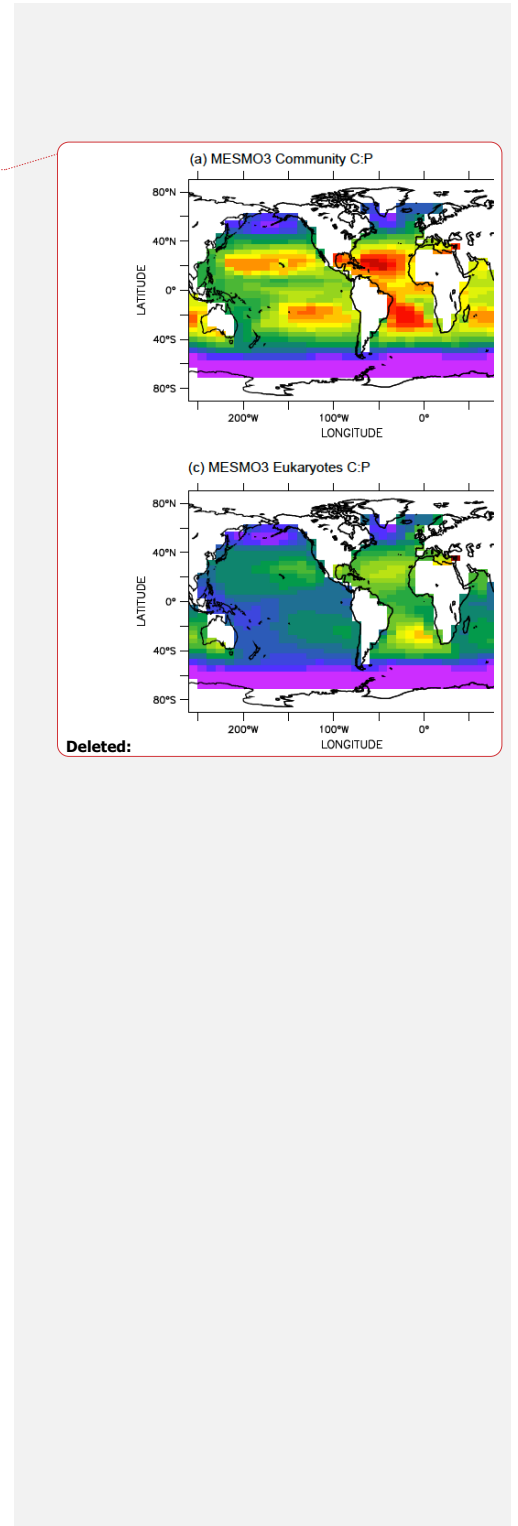 (a) MESMO3 Community C:P
80°N
40°N
0°
40°S
80°S
LATITUDE
200°W 100°W 0°
LONGITUDE
(c) MESMO3 Eukaryotes C:P
80°N
40°N
0°
40°S
80°S
LATITUDE
200°W 100°W 0°
LONGITUDE
Deleted: